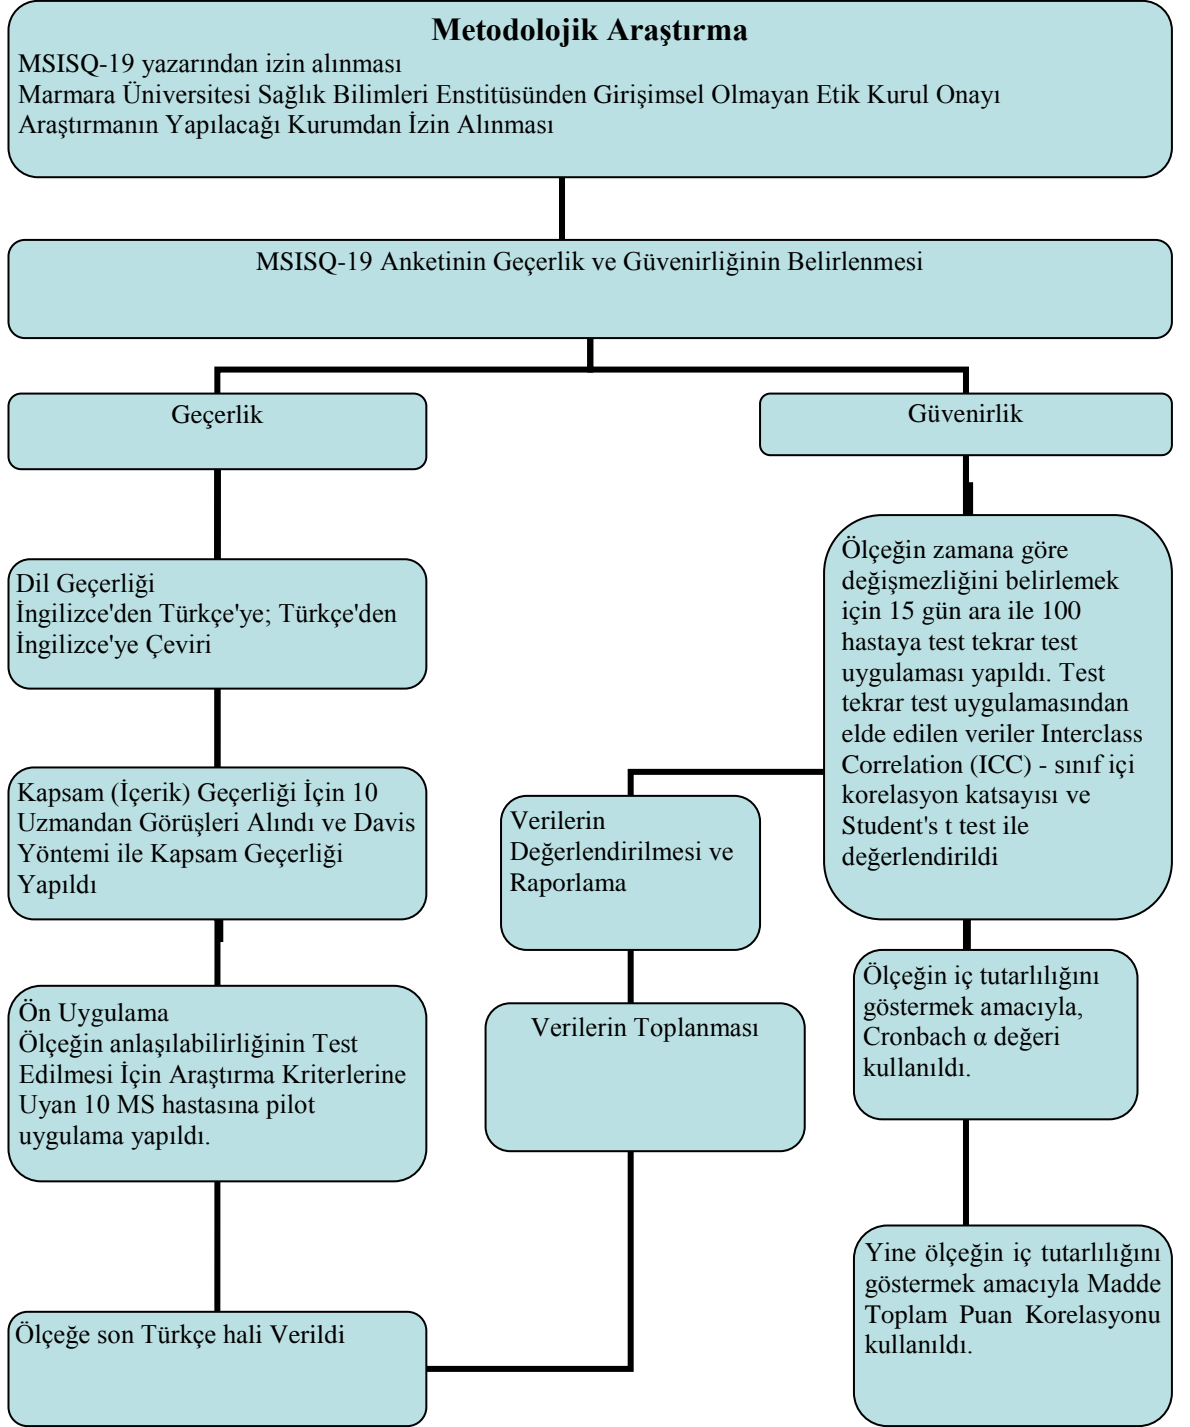 Metodolojik Araştırma
MSISQ-19 yazarından izin alınması
Marmara Üniversitesi Sağlık Bilimleri Enstitüsünden Girişimsel Olmayan Etik Kurul Onayı
Araştırmanın Yapılacağı Kurumdan İzin Alınması
MSISQ-19 Anketinin Geçerlik ve Güvenirliğinin Belirlenmesi
Geçerlik
Dil Geçerliği
İngilizce'den Türkçe'ye; Türkçe'den
İngilizce'ye Çeviri
Kapsam (İçerik) Geçerliği İçin 10
Uzmandan Görüşleri Alındı ve Davis
Yöntemi ile Kapsam Geçerliği
Yapıldı
Ön Uygulama
Ölçeğin anlaşılabilirliğinin Test
Edilmesi İçin Araştırma Kriterlerine
Uyan 10 MS hastasına pilot
uygulama yapıldı.
Ölçeğe son Türkçe hali Verildi
Verilerin
Değerlendirilmesi ve
Raporlama
Verilerin Toplanması
Güvenirlik
Ölçeğin zamana göre
değişmezliğini belirlemek
için 15 gün ara ile 100
hastaya test tekrar test
uygulaması yapıldı. Test
tekrar test uygulamasından
elde edilen veriler Interclass
Correlation (ICC) - sınıf içi
korelasyon katsayısı ve
Student's t test ile
değerlendirildi
Ölçeğin iç tutarlılığını
göstermek amacıyla,
Cronbach α değeri
kullanıldı.
Yine ölçeğin iç tutarlılığını
göstermek amacıyla Madde
Toplam Puan Korelasyonu
kullanıldı.